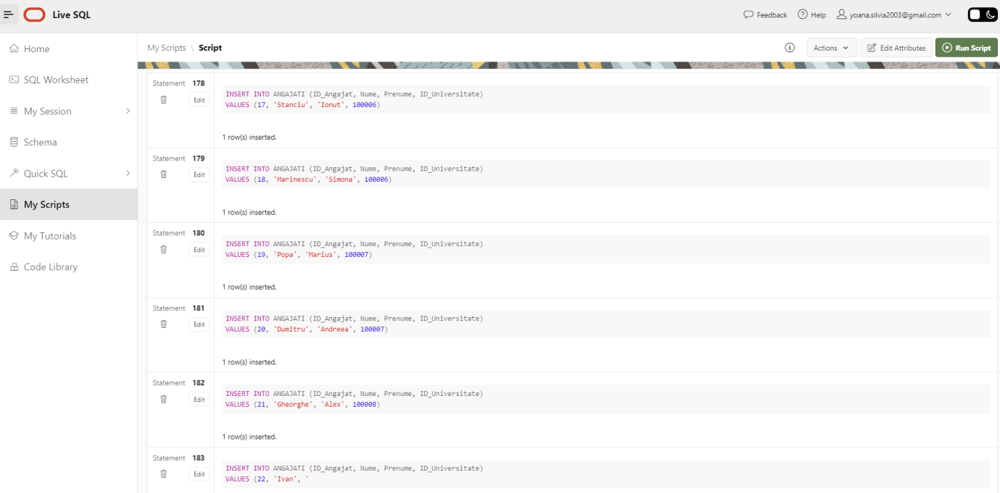 Live SQL
Feedback
Help
yoana.silvia2003@gmail.com
Home
SQL Worksheet
My Session
Schema
Quick SQL
My Scripts
My Tutorials
Code Library
My Scripts \ Script
Actions
Edit Attributes
Run Script
Statement 178
Edit
INSERT INTO ANGAJATI (ID_Angajat, Nume, Prenume, ID_Universitate)
VALUES (17, 'Stanciu', 'Ionut', 100006)
1 row(s) inserted.
Statement 179
Edit
INSERT INTO ANGAJATI (ID_Angajat, Nume, Prenume, ID_Universitate)
VALUES (18, 'Marinescu', 'Simona', 100006)
1 row(s) inserted.
Statement 180
Edit
INSERT INTO ANGAJATI (ID_Angajat, Nume, Prenume, ID_Universitate)
VALUES (19, 'Popa', 'Marius', 100007)
1 row(s) inserted.
Statement 181
Edit
INSERT INTO ANGAJATI (ID_Angajat, Nume, Prenume, ID_Universitate)
VALUES (20, 'Dumitru', 'Andreea', 100007)
1 row(s) inserted.
Statement 182
Edit
INSERT INTO ANGAJATI (ID_Angajat, Nume, Prenume, ID_Universitate)
VALUES (21, 'Gheorghe', 'Alex', 100008)
1 row(s) inserted.
Statement 183
Edit
INSERT INTO ANGAJATI (ID_Angajat, Nume, Prenume, ID_Universitate)
VALUES (22, 'Ivan', '